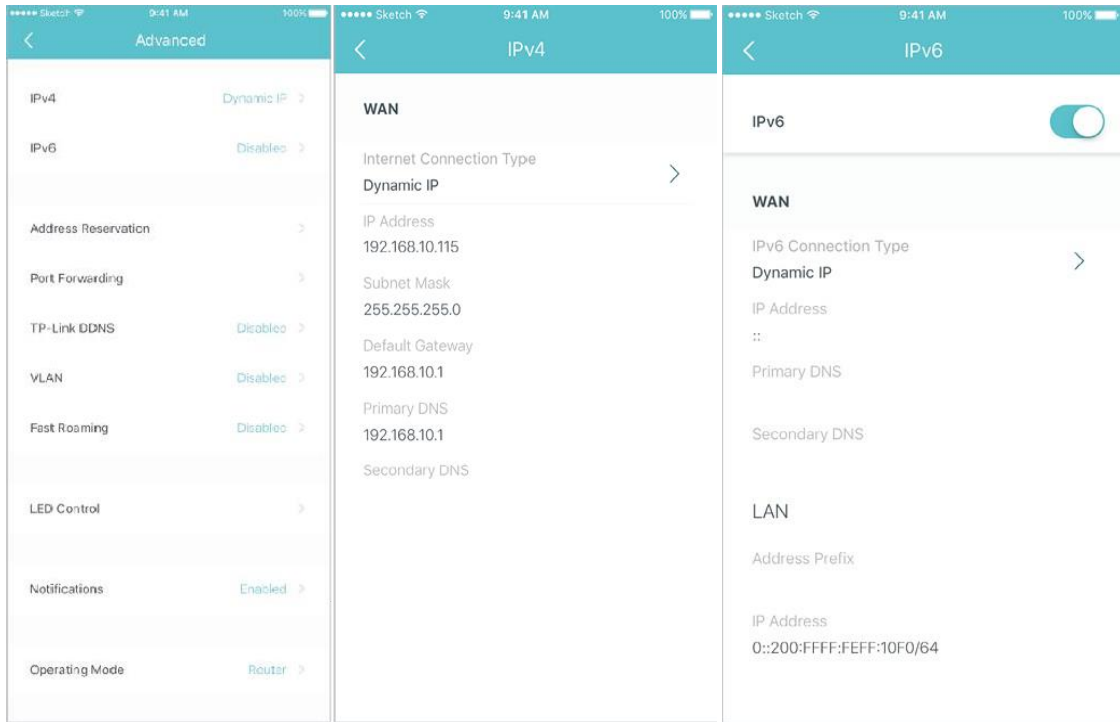 ●●●●● Sketch 9:41 AM 100%
Advanced
IPv4 Dynamic IP
IPv6 Disabled
Address Reservation
Port Forwarding
TP-Link DDNS Disabled
VLAN Disabled
Fast Roaming Disabled
LED Control
Notifications Enabled
Operating Mode Router
●●●●● Sketch 9:41 AM 100%
IPv4
WAN
Internet Connection Type
Dynamic IP
IP Address
192.168.10.115
Subnet Mask
255.255.255.0
Default Gateway
192.168.10.1
Primary DNS
192.168.10.1
Secondary DNS
●●●●● Sketch 9:41 AM 100%
IPv6
IPv6
WAN
IPv6 Connection Type
Dynamic IP
IP Address
::
Primary DNS
Secondary DNS
LAN
Address Prefix
IP Address
0::200:FFFF:FEFF:10F0/64